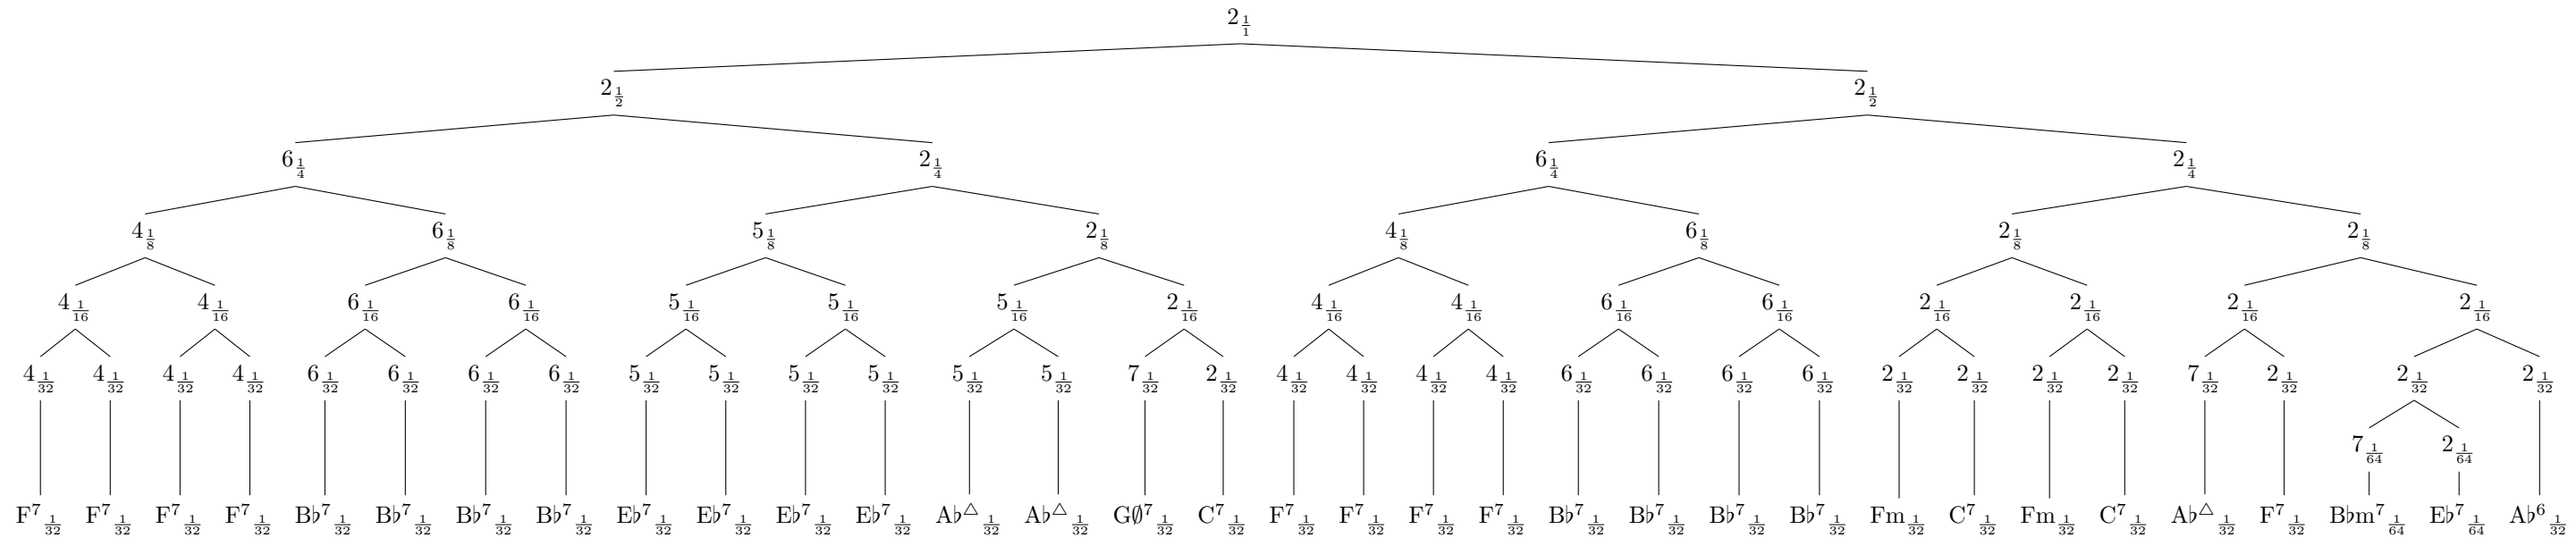 2 1/1
2 1/2 2 1/2
6 1/4 2 1/4 6 1/4 2 1/4
4 1/8 6 1/8 5 1/8 2 1/8 4 1/8 6 1/8 2 1/8 2 1/8
4 1/16 4 1/16 6 1/16 6 1/16 5 1/16 5 1/16 5 1/16 2 1/16 4 1/16 4 1/16 6 1/16 6 1/16 2 1/16 2 1/16 2 1/16 2 1/16
4 1/32 4 1/32 4 1/32 4 1/32 6 1/32 6 1/32 6 1/32 6 1/32 5 1/32 5 1/32 5 1/32 5 1/32 5 1/32 5 1/32 7 1/32 2 1/32 4 1/32 4 1/32 4 1/32 4 1/32 6 1/32 6 1/32 6 1/32 6 1/32 2 1/32 2 1/32 2 1/32 2 1/32 7 1/32 2 1/32 2 1/32 2 1/32
7 1/64 2 1/64
F⁷ 1/32 F⁷ 1/32 F⁷ 1/32 F⁷ 1/32 B♭⁷ 1/32 B♭⁷ 1/32 B♭⁷ 1/32 B♭⁷ 1/32 E♭⁷ 1/32 E♭⁷ 1/32 E♭⁷ 1/32 E♭⁷ 1/32 A♭△ 1/32 A♭△ 1/32 G∅⁷ 1/32 C⁷ 1/32 F⁷ 1/32 F⁷ 1/32 F⁷ 1/32 F⁷ 1/32 B♭⁷ 1/32 B♭⁷ 1/32 B♭⁷ 1/32 B♭⁷ 1/32 Fm 1/32 C⁷ 1/32 Fm 1/32 C⁷ 1/32 A♭△ 1/32 F⁷ 1/32 B♭m⁷ 1/64 E♭⁷ 1/64 A♭⁶ 1/32